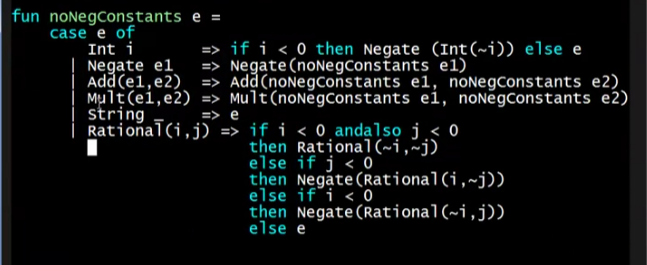 fun noNegConstants e =
    case e of
        Int i       => if i < 0 then Negate (Int(~i)) else e
      | Negate e1   => Negate(noNegConstants e1)
      | Add(e1,e2)  => Add(noNegConstants e1, noNegConstants e2)
      | Mult(e1,e2) => Mult(noNegConstants e1, noNegConstants e2)
      | String _    => e
      | Rational(i,j) => if i < 0 andalso j < 0
                         then Rational(~i,~j)
                         else if j < 0
                         then Negate(Rational(i,~j))
                         else if i < 0
                         then Negate(Rational(~i,j))
                         else e